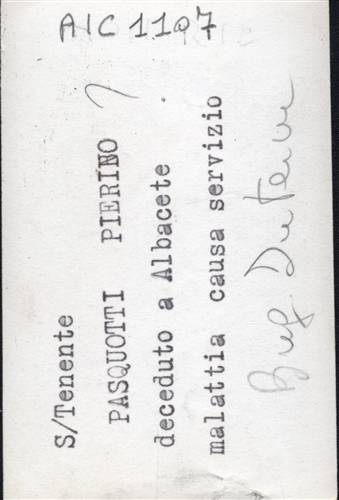 AIC 1107
S/Tenente
PASQUOTTI PIERINO
deceduto a Albacete
malattia causa servizio